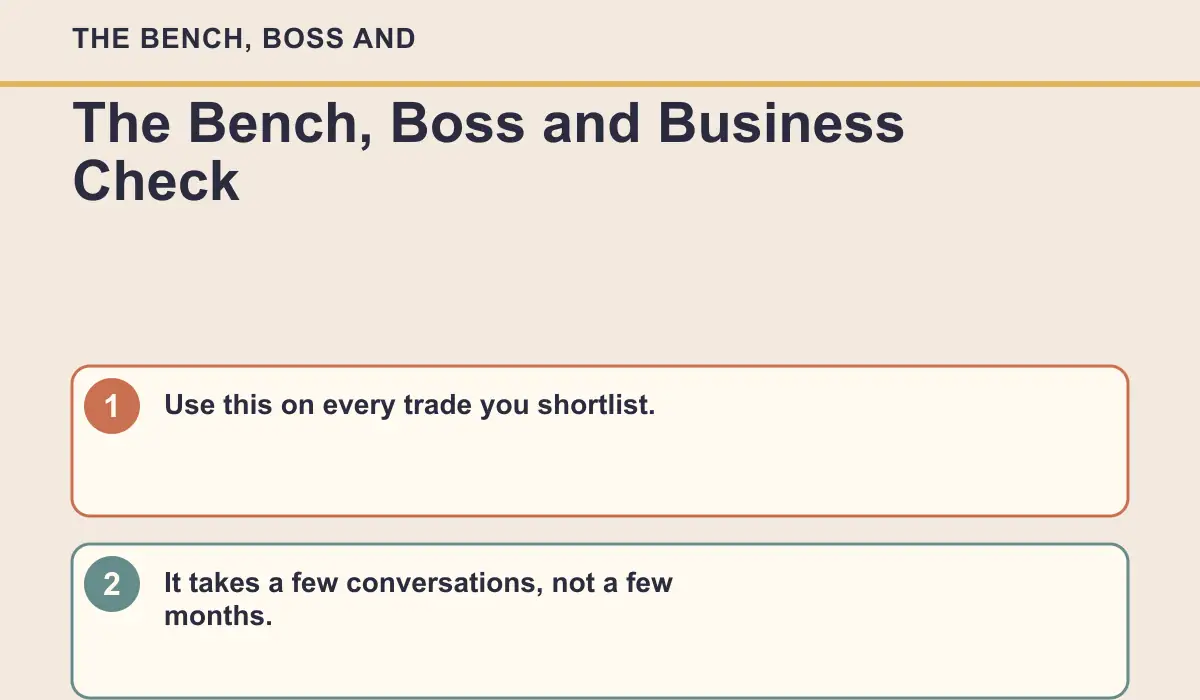 THE BENCH, BOSS AND
The Bench, Boss and Business
Check
1
Use this on every trade you shortlist.
2
It takes a few conversations, not a few
months.